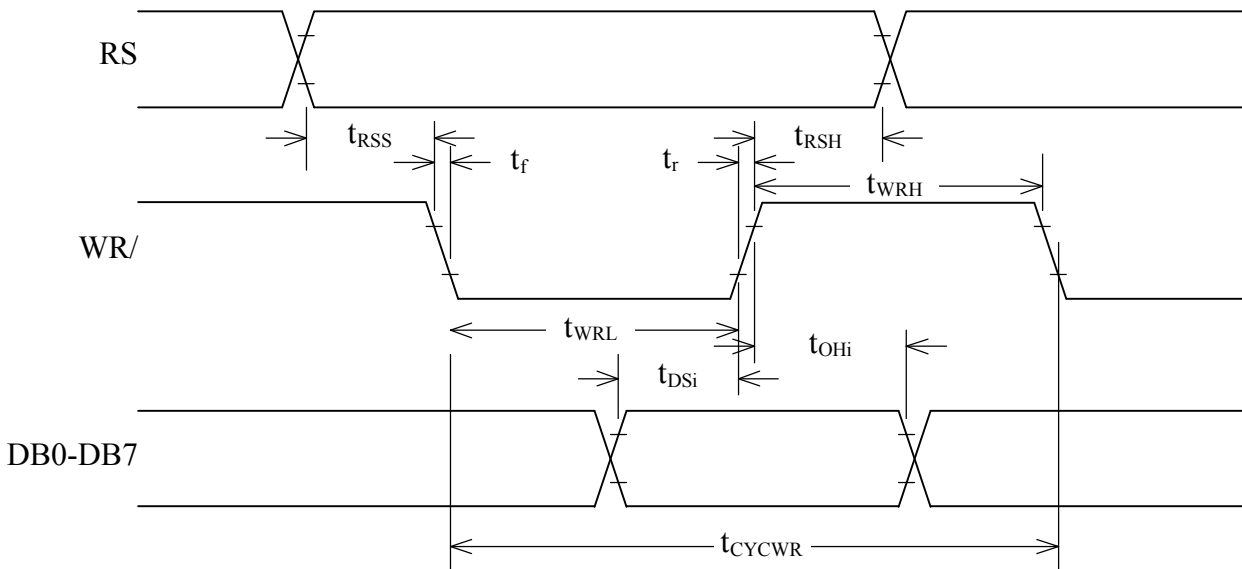 RS
tRSS
tRSH
tf
tr
tWRH
WR/
tWRL
tOHi
tDSi
DB0-DB7
tCYCWR